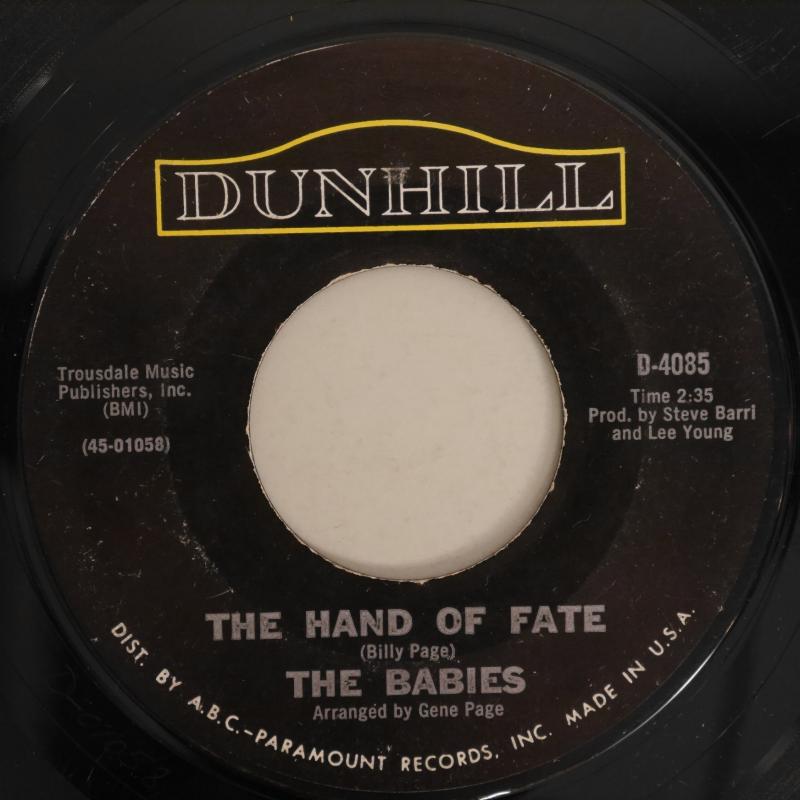 DUNHILL
Trousdale Music
Publishers, Inc.
(BMI)
(45-01058)
D-4085
Time 2:35
Prod. by Steve Barri
and Lee Young
THE HAND OF FATE
(Billy Page)
THE BABIES
Arranged by Gene Page
DIST. BY A.B.C.-PARAMOUNT RECORDS, INC. MADE IN U.S.A.